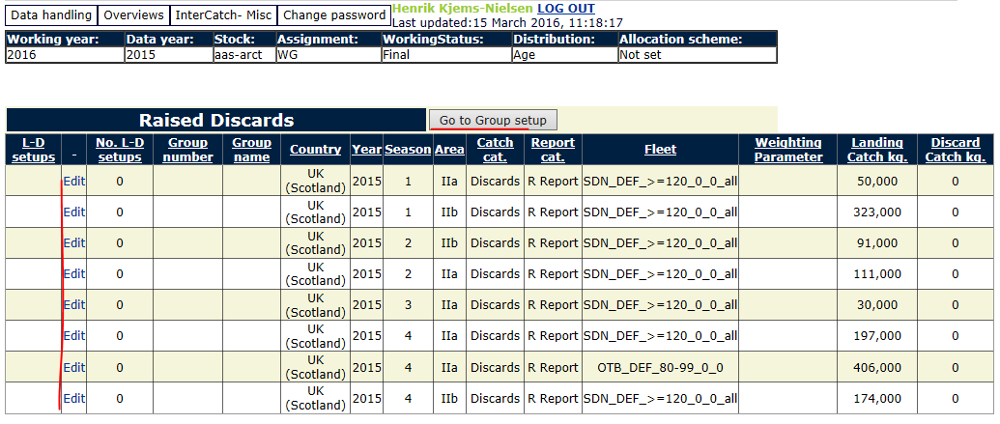 Data handling Overviews InterCatch- Misc Change password Henrik Kjems-Nielsen LOG OUT
Last updated:15 March 2016, 11:18:17
Working year: Data year: Stock: Assignment: WorkingStatus: Distribution: Allocation scheme:
2016 2015 aas-arct WG Final Age Not set
Raised Discards Go to Group setup
L-D setups - No. L-D setups Group number Group name Country Year Season Area Catch cat. Report cat. Fleet Weighting Parameter Landing Catch kg. Discard Catch kg.
Edit 0 UK (Scotland) 2015 1 IIa Discards R Report SDN_DEF_>=120_0_0_all 50,000 0
Edit 0 UK (Scotland) 2015 1 IIb Discards R Report SDN_DEF_>=120_0_0_all 323,000 0
Edit 0 UK (Scotland) 2015 2 IIb Discards R Report SDN_DEF_>=120_0_0_all 91,000 0
Edit 0 UK (Scotland) 2015 2 IIa Discards R Report SDN_DEF_>=120_0_0_all 111,000 0
Edit 0 UK (Scotland) 2015 3 IIa Discards R Report SDN_DEF_>=120_0_0_all 30,000 0
Edit 0 UK (Scotland) 2015 4 IIa Discards R Report SDN_DEF_>=120_0_0_all 197,000 0
Edit 0 UK (Scotland) 2015 4 IIa Discards R Report OTB_DEF_80-99_0_0 406,000 0
Edit 0 UK (Scotland) 2015 4 IIb Discards R Report SDN_DEF_>=120_0_0_all 174,000 0